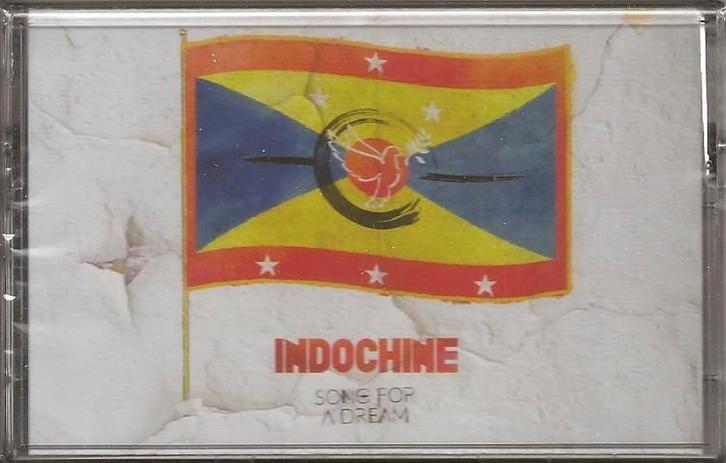 INDOCHINE
SONG FOR
A DREAM